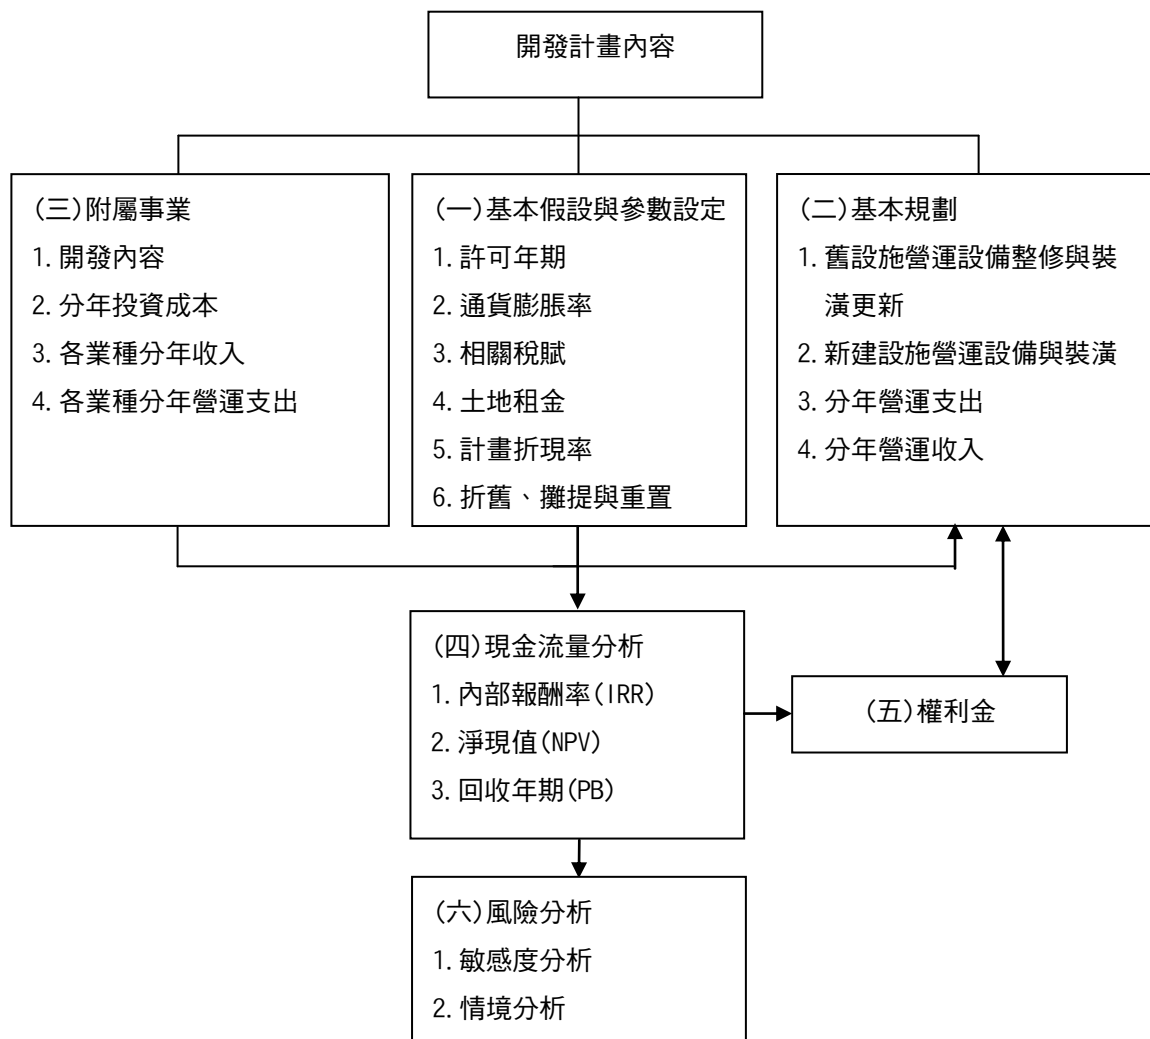 開發計畫內容
(三)附屬事業
1.開發內容
2.分年投資成本
3.各業種分年收入
4.各業種分年營運支出
(一)基本假設與參數設定
1.許可年期
2.通貨膨脹率
3.相關稅賦
4.土地租金
5.計畫折現率
6.折舊、攤提與重置
(二)基本規劃
1.舊設施營運設備整修與裝
潢更新
2.新建設施營運設備與裝潢
3.分年營運支出
4.分年營運收入
(四)現金流量分析
1.內部報酬率(IRR)
2.淨現值(NPV)
3.回收年期(PB)
(五)權利金
(六)風險分析
1.敏感度分析
2.情境分析